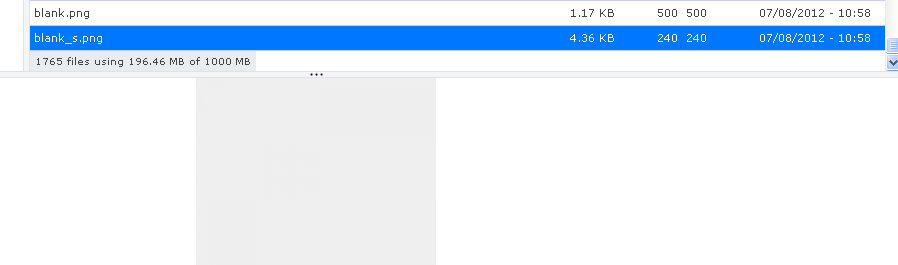 blank.png 1.17 KB 500 500 07/08/2012 - 10:58
blank_s.png 4.36 KB 240 240 07/08/2012 - 10:58
1765 files using 196.46 MB of 1000 MB